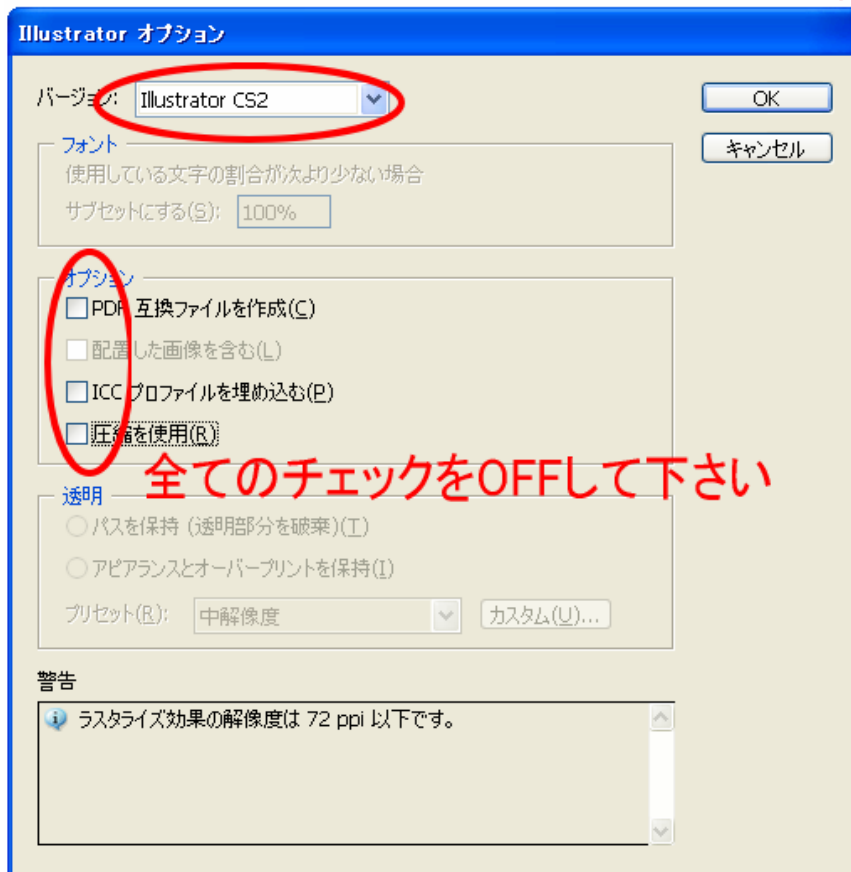 Illustrator オプション
バージョン: Illustrator CS2
OK
フォント
キャンセル
使用している文字の割合が次より少ない場合
サブセットにする(S): 100%
オプション
PDF 互換ファイルを作成(C)
配置した画像を含む(L)
ICC プロファイルを埋め込む(P)
圧縮を使用(R)
全てのチェックをOFFして下さい
透明
パスを保持 (透明部分を破棄)(T)
アピアランスとオーバープリントを保持(I)
プリセット(R): 中解像度 カスタム(U)...
警告
ラスタライズ効果の解像度は 72 ppi 以下です。